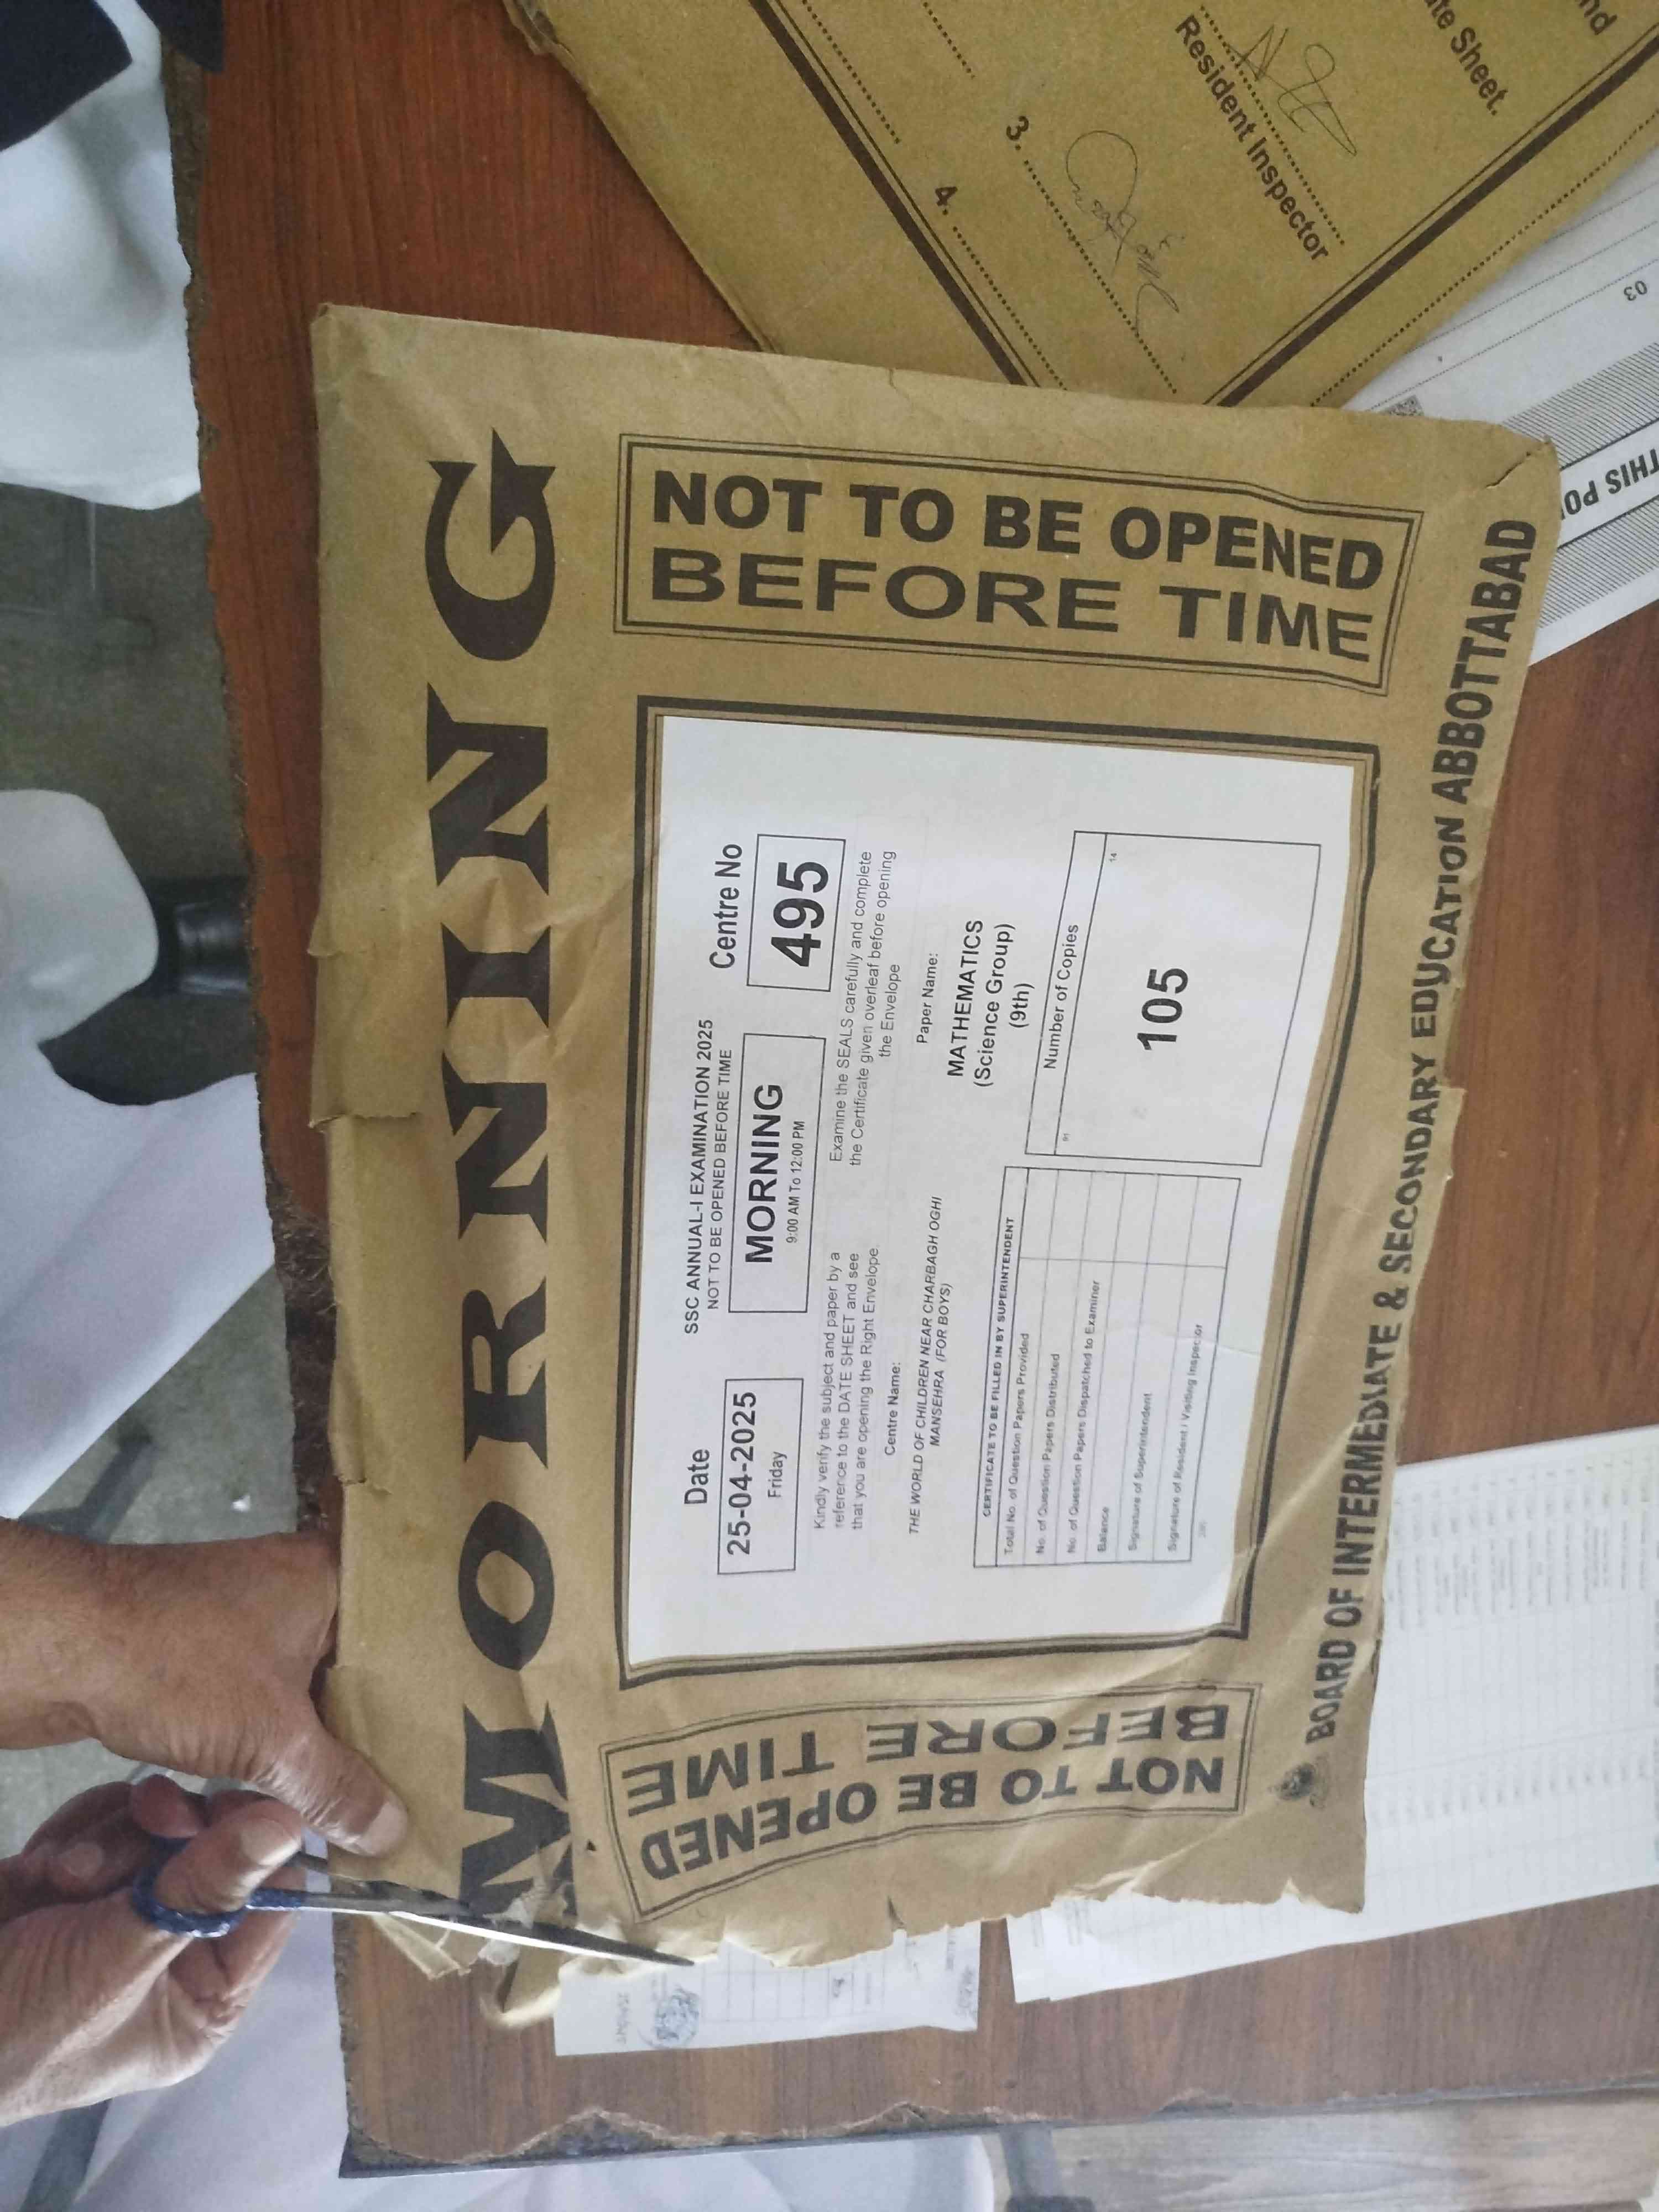 MORNING
NOT TO BE OPENED
BEFORE TIME
NOT TO BE OPENED
BEFORE TIME
SSC ANNUAL-I EXAMINATION 2025
NOT TO BE OPENED BEFORE TIME
Date
25-04-2025
Friday
MORNING
9:00 AM To 12:00 PM
Centre No
495
Kindly verify the subject and paper by a
reference to the DATE SHEET and see
that you are opening the Right Envelope.
Examine the SEALS carefully and complete
the Certificate given overleaf before opening
the Envelope
Centre Name:
THE WORLD OF CHILDREN NEAR CHARBAGH OGHI
MANSEHRA (FOR BOYS)
Paper Name:
MATHEMATICS
(Science Group)
(9th)
CERTIFICATE TO BE FILLED IN BY SUPERINTENDENT
Total No. of Question Papers Provided
No. of Question Papers Distributed
No. of Question Papers Dispatched to Examiner
Balance
Signature of Superintendent
Signature of Resident / Visiting Inspector
Number of Copies
91
14
105
BOARD OF INTERMEDIATE & SECONDARY EDUCATION ABBOTTABAD
3.
4.
Resident Inspector
Sheet.
03
THIS